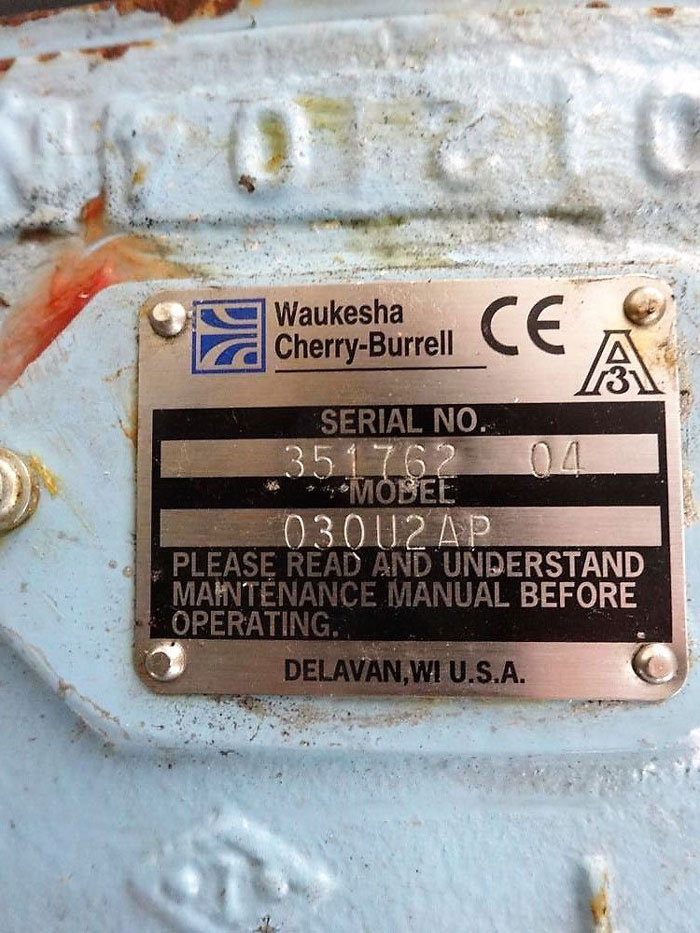 Waukesha
Cherry-Burrell
CE
A
3
SERIAL NO.
351762 04
MODEL
030U2AP
PLEASE READ AND UNDERSTAND
MAINTENANCE MANUAL BEFORE
OPERATING.
DELAVAN,WI U.S.A.